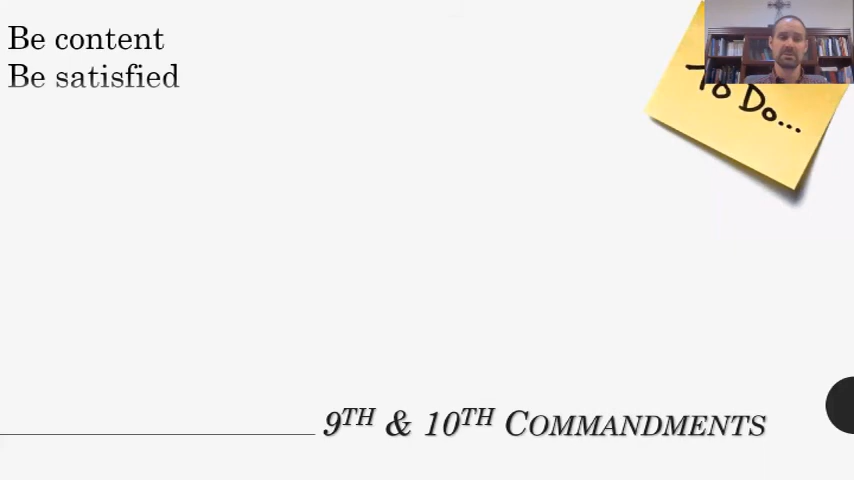 Be content
Be satisfied
To Do...
9TH & 10TH COMMANDMENTS